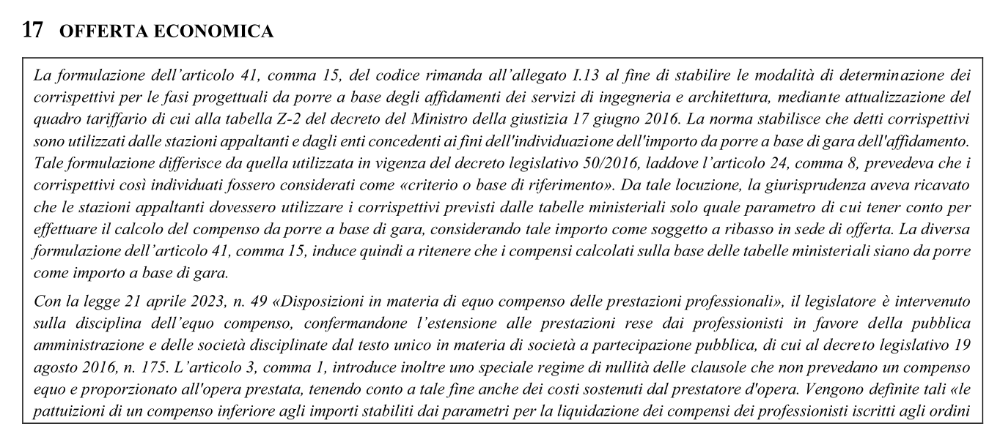 17 OFFERTA ECONOMICA
La formulazione dell’articolo 41, comma 15, del codice rimanda all’allegato I.13 al fine di stabilire le modalità di determinazione dei
corrispettivi per le fasi progettuali da porre a base degli affidamenti dei servizi di ingegneria e architettura, mediante attualizzazione del
quadro tariffario di cui alla tabella Z-2 del decreto del Ministro della giustizia 17 giugno 2016. La norma stabilisce che detti corrispettivi
sono utilizzati dalle stazioni appaltanti e dagli enti concedenti ai fini dell'individuazione dell'importo da porre a base di gara dell'affidamento.
Tale formulazione differisce da quella utilizzata in vigenza del decreto legislativo 50/2016, laddove l’articolo 24, comma 8, prevedeva che i
corrispettivi così individuati fossero considerati come «criterio o base di riferimento». Da tale locuzione, la giurisprudenza aveva ricavato
che le stazioni appaltanti dovessero utilizzare i corrispettivi previsti dalle tabelle ministeriali solo quale parametro di cui tener conto per
effettuare il calcolo del compenso da porre a base di gara, considerando tale importo come soggetto a ribasso in sede di offerta. La diversa
formulazione dell’articolo 41, comma 15, induce quindi a ritenere che i compensi calcolati sulla base delle tabelle ministeriali siano da porre
come importo a base di gara.
Con la legge 21 aprile 2023, n. 49 «Disposizioni in materia di equo compenso delle prestazioni professionali», il legislatore è intervenuto
sulla disciplina dell’equo compenso, confermandone l’estensione alle prestazioni rese dai professionisti in favore della pubblica
amministrazione e delle società disciplinate dal testo unico in materia di società a partecipazione pubblica, di cui al decreto legislativo 19
agosto 2016, n. 175. L’articolo 3, comma 1, introduce inoltre uno speciale regime di nullità delle clausole che non prevedano un compenso
equo e proporzionato all'opera prestata, tenendo conto a tale fine anche dei costi sostenuti dal prestatore d'opera. Vengono definite tali «le
pattuizioni di un compenso inferiore agli importi stabiliti dai parametri per la liquidazione dei compensi dei professionisti iscritti agli ordini